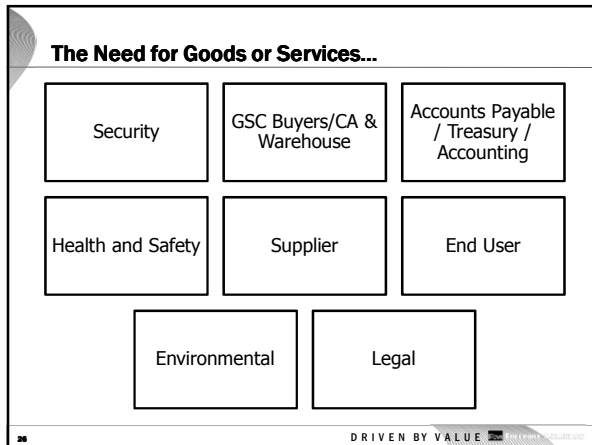 The Need for Goods or Services...
Security
GSC Buyers/CA &
Warehouse
Accounts Payable
/ Treasury /
Accounting
Health and Safety
Supplier
End User
Environmental
Legal
26
DRIVEN BY VALUE